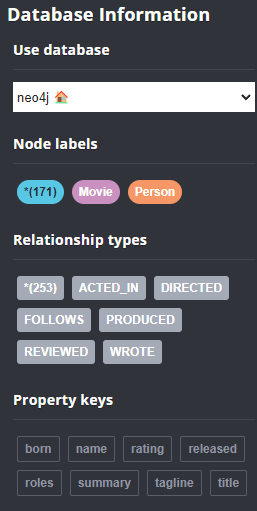 Database Information
Use database
neo4j 🏠
Node labels
*(171) Movie Person
Relationship types
*(253) ACTED_IN DIRECTED
FOLLOWS PRODUCED
REVIEWED WROTE
Property keys
born name rating released
roles summary tagline title